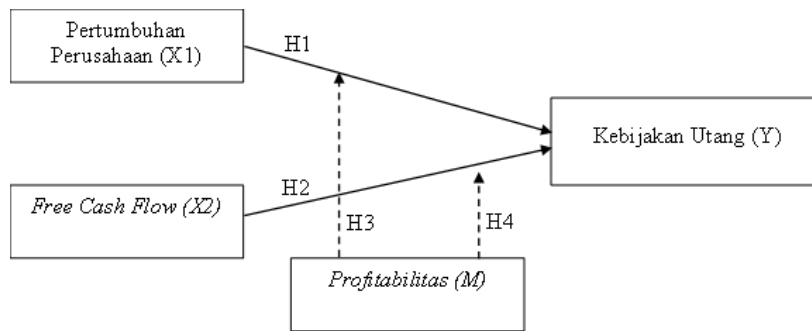 Pertumbuhan
Perusahaan (X1)
H1
Kebijakan Utang (Y)
Free Cash Flow (X2)
H2
H3
H4
Profitabilitas (M)